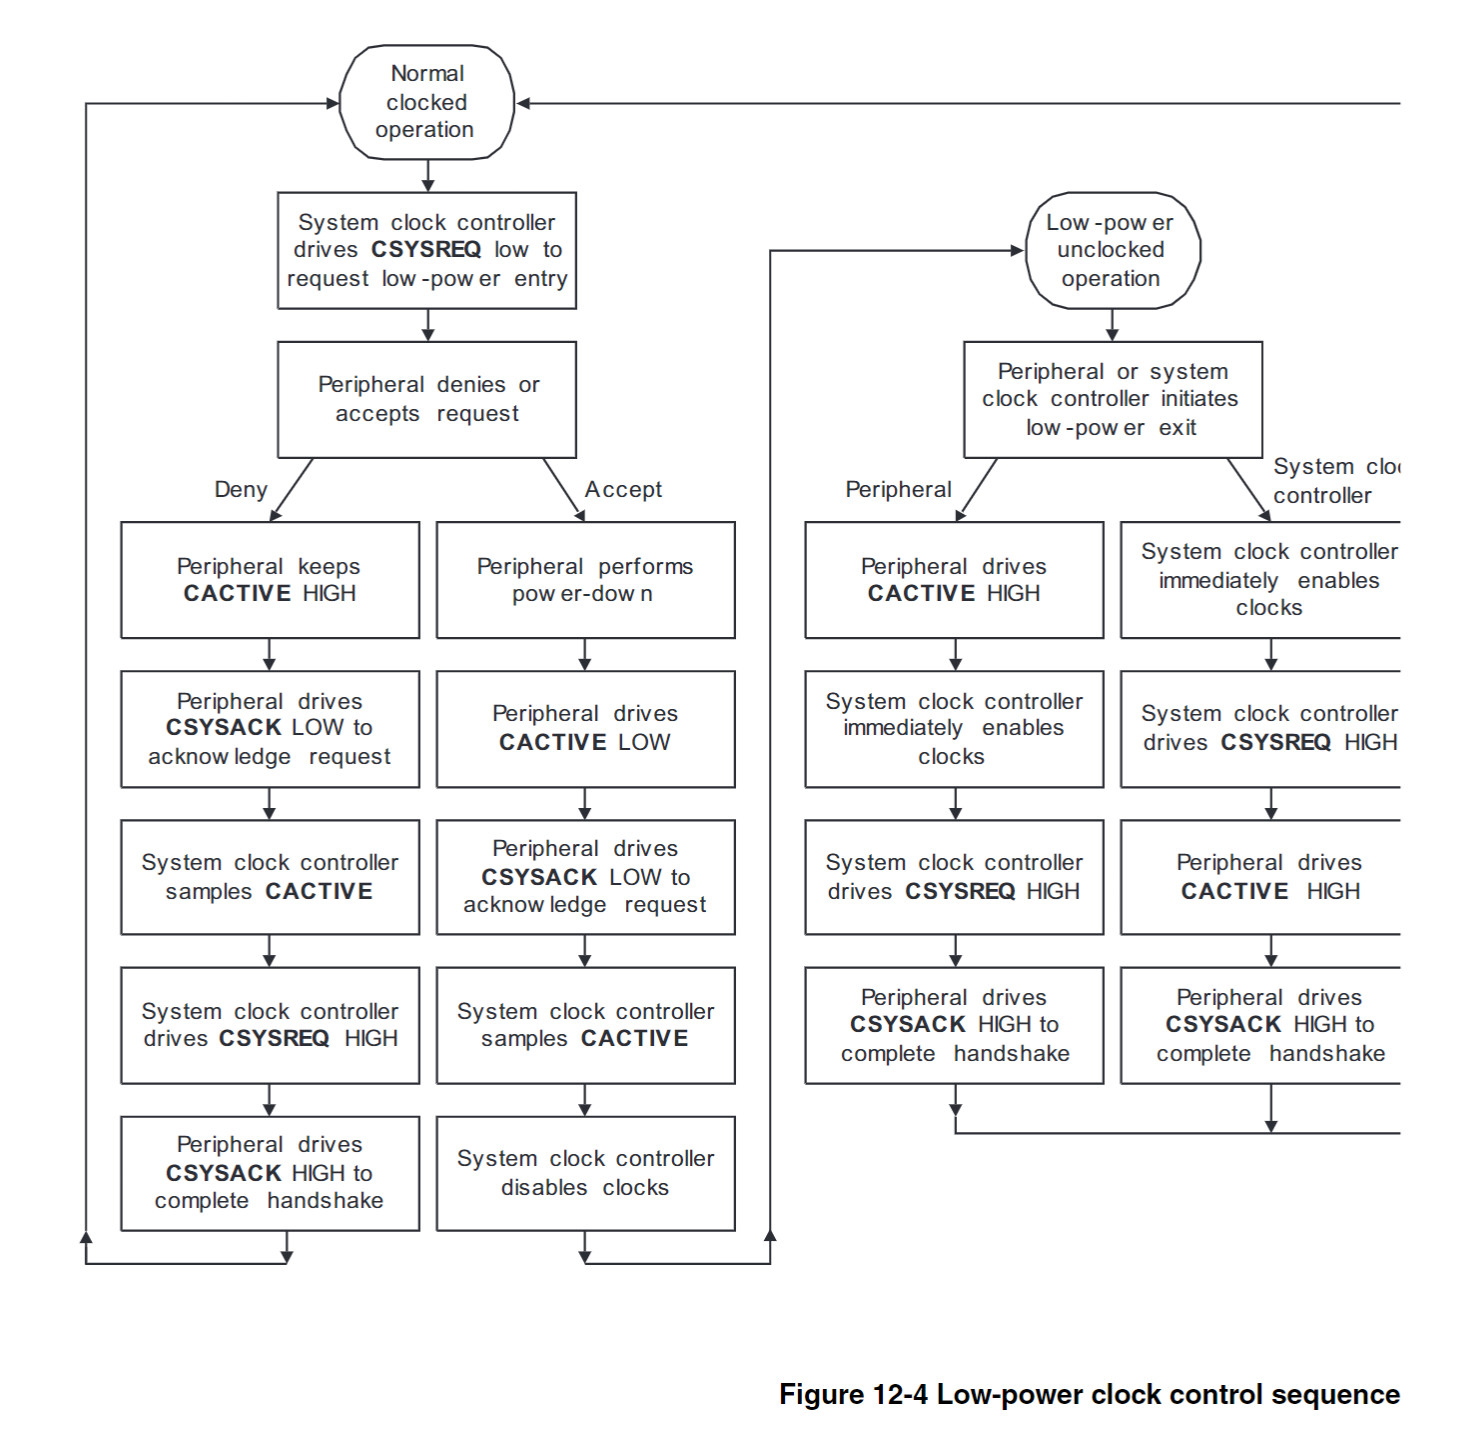 Normal
clocked
operation
System clock controller
drives CSYSREQ low to
request low-power entry
Peripheral denies or
accepts request
Deny
Accept
Peripheral keeps
CACTIVE HIGH
Peripheral drives
CSYSACK LOW to
acknowledge request
System clock controller
samples CACTIVE
System clock controller
drives CSYSREQ HIGH
Peripheral drives
CSYSACK HIGH to
complete handshake
Peripheral performs
power-down
Peripheral drives
CACTIVE LOW
Peripheral drives
CSYSACK LOW to
acknowledge request
System clock controller
samples CACTIVE
System clock controller
disables clocks
Low-power
unclocked
operation
Peripheral or system
clock controller initiates
low-power exit
Peripheral
System
controller
Peripheral drives
CACTIVE HIGH
System clock controller
immediately enables
clocks
System clock controller
drives CSYSREQ HIGH
Peripheral drives
CSYSACK HIGH to
complete handshake
System clock controller
immediately enables
clocks
System clock controller
drives CSYSREQ HIGH
Peripheral drives
CACTIVE HIGH
Peripheral drives
CSYSACK HIGH to
complete handshake
Figure 12-4 Low-power clock control sequence